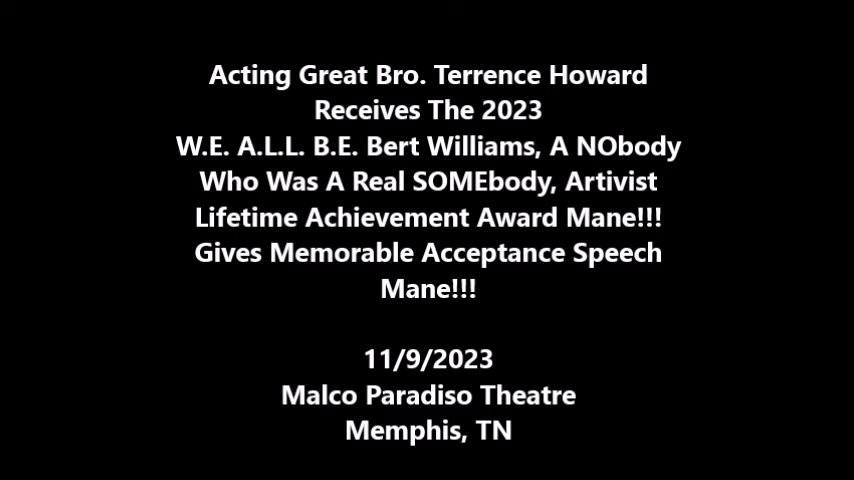 Acting Great Bro. Terrence Howard
Receives The 2023
W.E. A.L.L. B.E. Bert Williams, A NObody
Who Was A Real SOMEbody, Artivist
Lifetime Achievement Award Mane!!!
Gives Memorable Acceptance Speech
Mane!!!
11/9/2023
Malco Paradiso Theatre
Memphis, TN